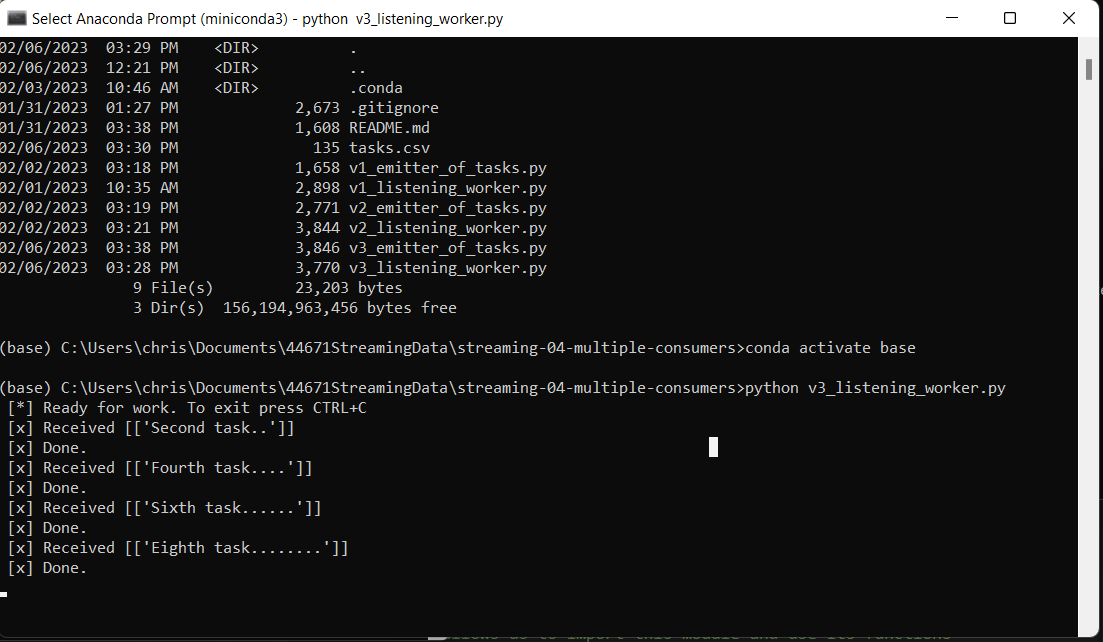 Select Anaconda Prompt (miniconda3) - python v3_listening_worker.py
02/06/2023 03:29 PM <DIR> .
02/06/2023 12:21 PM <DIR> ..
02/03/2023 10:46 AM <DIR> .conda
01/31/2023 01:27 PM 2,673 .gitignore
01/31/2023 03:38 PM 1,608 README.md
02/06/2023 03:30 PM 135 tasks.csv
02/02/2023 03:18 PM 1,658 v1_emitter_of_tasks.py
02/01/2023 10:35 AM 2,898 v1_listening_worker.py
02/02/2023 03:19 PM 2,771 v2_emitter_of_tasks.py
02/02/2023 03:21 PM 3,844 v2_listening_worker.py
02/06/2023 03:38 PM 3,846 v3_emitter_of_tasks.py
02/06/2023 03:28 PM 3,770 v3_listening_worker.py
9 File(s) 23,203 bytes
3 Dir(s) 156,194,963,456 bytes free
(base) C:\Users\chris\Documents\44671StreamingData\streaming-04-multiple-consumers>conda activate base
(base) C:\Users\chris\Documents\44671StreamingData\streaming-04-multiple-consumers>python v3_listening_worker.py
[*] Ready for work. To exit press CTRL+C
[x] Received [['Second task..']]
[x] Done.
[x] Received [['Fourth task....']]
[x] Done.
[x] Received [['Sixth task......']]
[x] Done.
[x] Received [['Eighth task........']]
[x] Done.